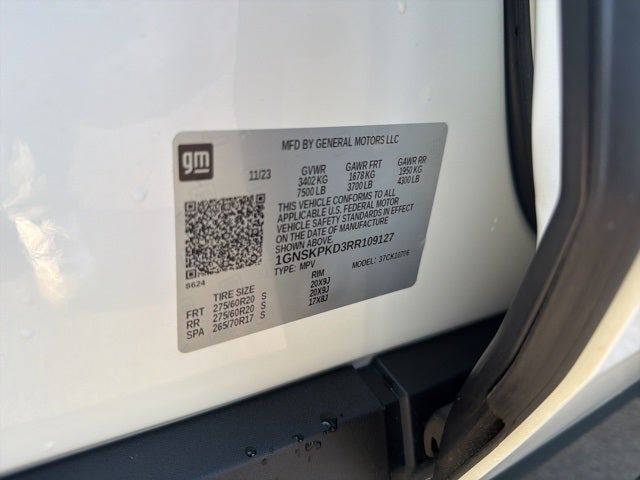 gm
MFD BY GENERAL MOTORS LLC
11/23
GVWR GAWR FRT GAWR RR
3402 KG 1678 KG 1950 KG
7500 LB 3700 LB 4300 LB
THIS VEHICLE CONFORMS TO ALL
APPLICABLE U.S. FEDERAL MOTOR
VEHICLE SAFETY STANDARDS IN EFFECT
ON THE DATE OF MANUFACTURE
SHOWN ABOVE.
1GNSKPKD3RR109127
TYPE: MPV MODEL: 37CK10706
8624
TIRE SIZE RIM
FRT 275/60R20 S 20X9J
RR 275/60R20 S 20X9J
SPA 265/70R17 S 17X8J